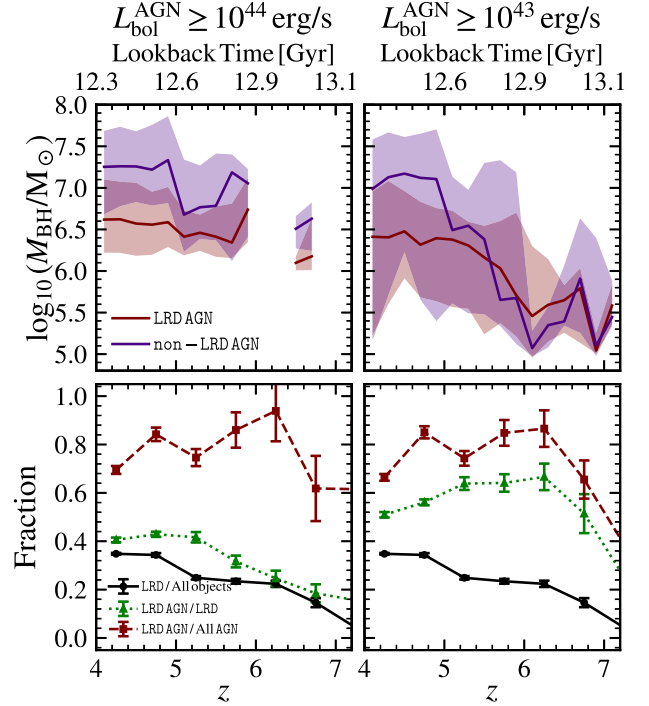 L_bol^AGN ≥ 10^44 erg/s
L_bol^AGN ≥ 10^43 erg/s
Lookback Time [Gyr]
Lookback Time [Gyr]
12.3 12.6 12.9 13.1
12.6 12.9 13.1
log10(M_BH/M⊙)
8.0
7.5
7.0
6.5
6.0
5.5
5.0
LRD AGN
non−LRD AGN
Fraction
1.0
0.8
0.6
0.4
0.2
0.0
LRD/All objects
LRD AGN/LRD
LRD AGN/All AGN
4 5 6 7
4 5 6 7
z
z